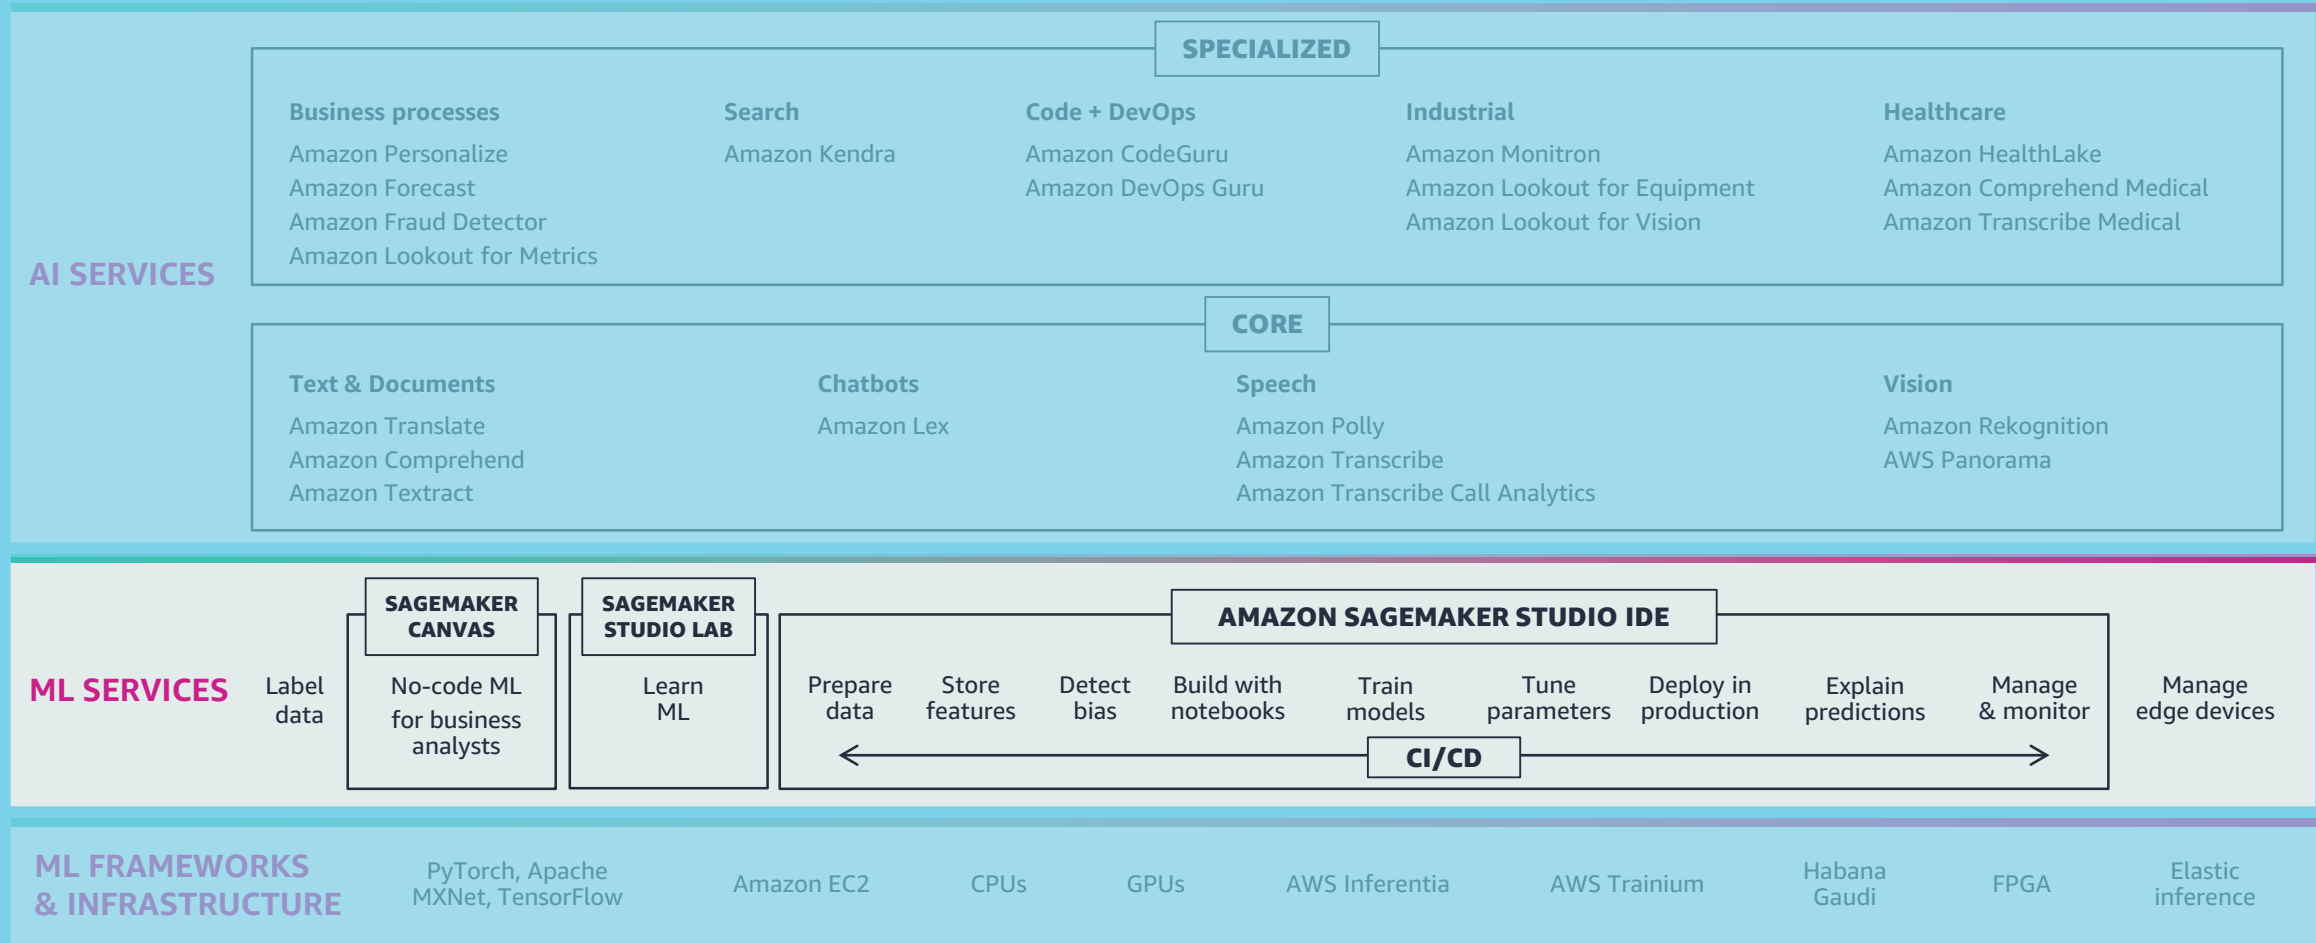 SPECIALIZED
Business processes
Amazon Personalize
Amazon Forecast
Amazon Fraud Detector
Amazon Lookout for Metrics
Search
Amazon Kendra
Code + DevOps
Amazon CodeGuru
Amazon DevOps Guru
Industrial
Amazon Monitron
Amazon Lookout for Equipment
Amazon Lookout for Vision
Healthcare
Amazon HealthLake
Amazon Comprehend Medical
Amazon Transcribe Medical
AI SERVICES
CORE
Text & Documents
Amazon Translate
Amazon Comprehend
Amazon Textract
Chatbots
Amazon Lex
Speech
Amazon Polly
Amazon Transcribe
Amazon Transcribe Call Analytics
Vision
Amazon Rekognition
AWS Panorama
ML SERVICES
Label
data
SAGEMAKER
CANVAS
No-code ML
for business
analysts
SAGEMAKER
STUDIO LAB
Learn
ML
AMAZON SAGEMAKER STUDIO IDE
Prepare
data
Store
features
Detect
bias
Build with
notebooks
Train
models
Tune
parameters
Deploy in
production
Explain
predictions
Manage
& monitor
CI/CD
Manage
edge devices
ML FRAMEWORKS
& INFRASTRUCTURE
PyTorch, Apache
MXNet, TensorFlow
Amazon EC2
CPUs
GPUs
AWS Inferentia
AWS Trainium
Habana
Gaudi
FPGA
Elastic
inference